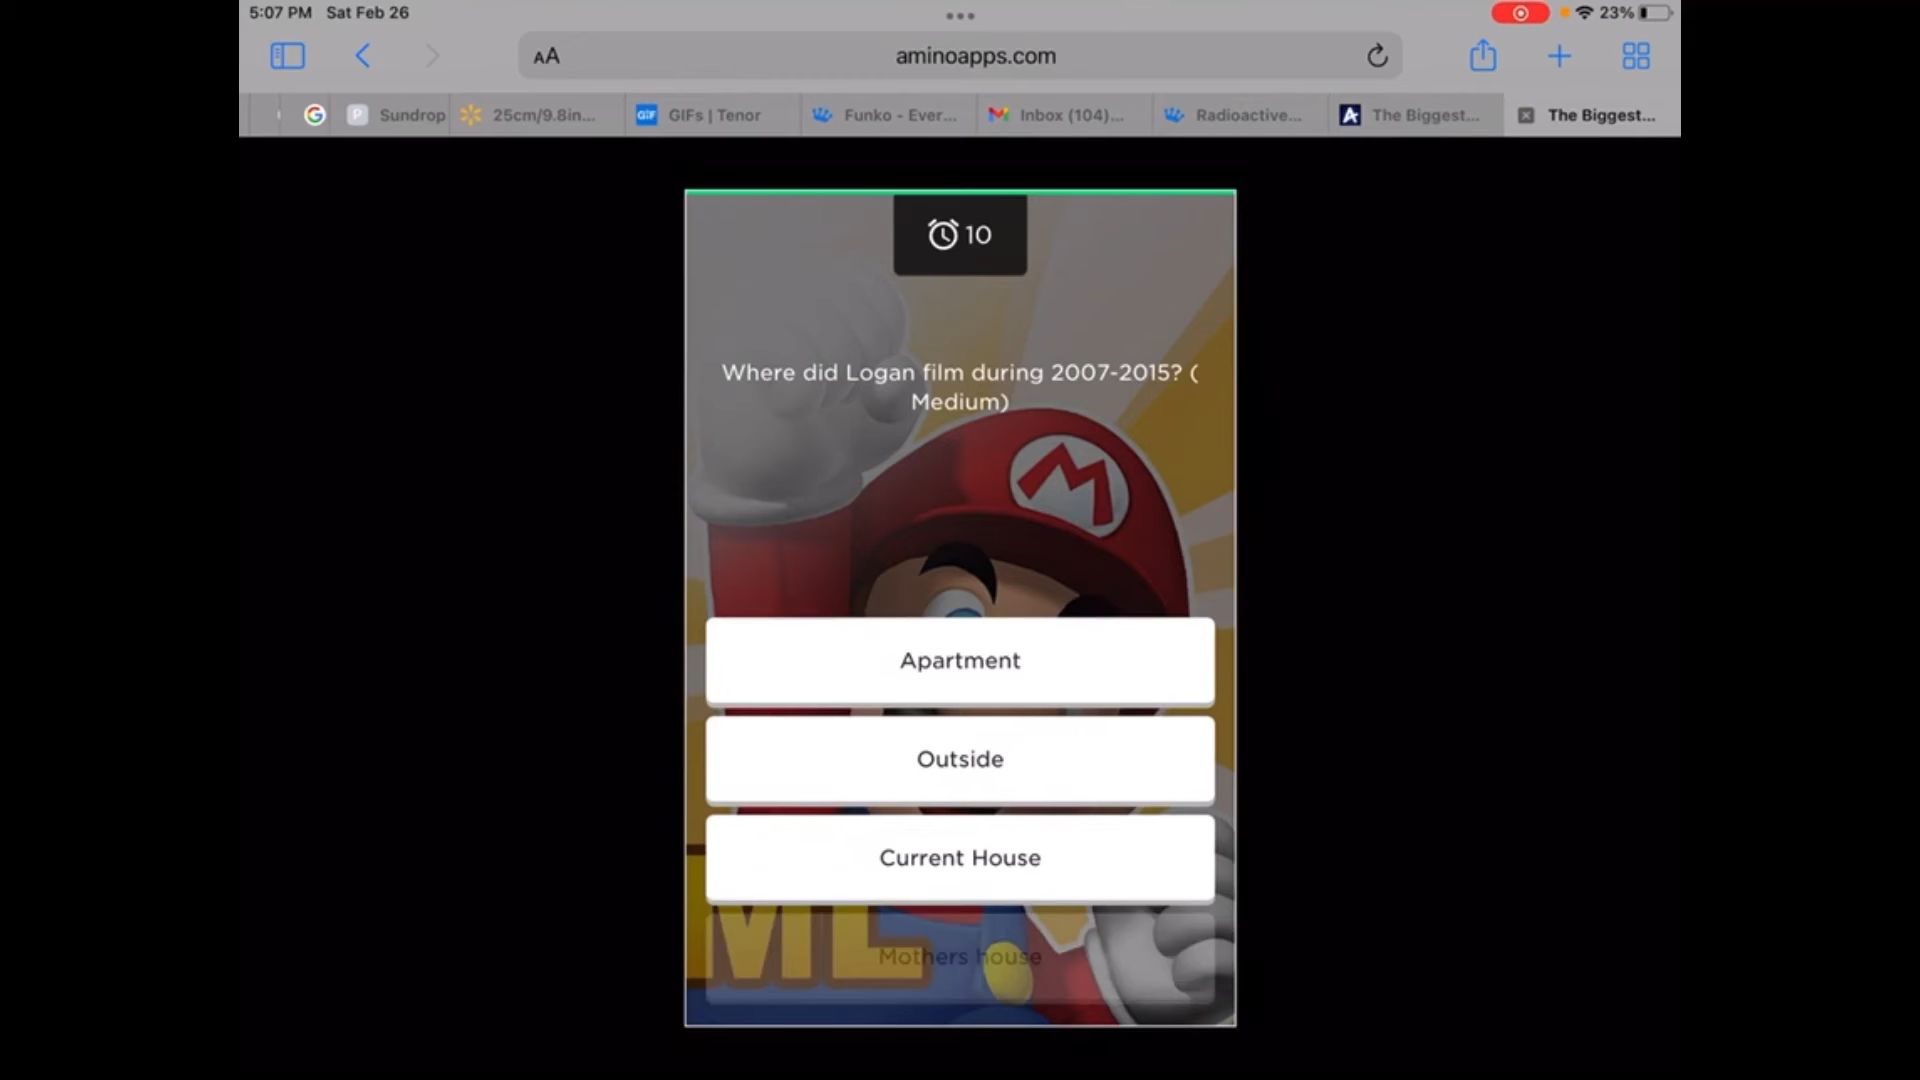 5:07 PM Sat Feb 26
23%
AA aminoapps.com
G P Sundrop 25cm/9.8in... GIF GIFs | Tenor Funko - Ever... Inbox (104)... Radioactive... A The Biggest... The Biggest...
10
Where did Logan film during 2007-2015? (
Medium)
M
Apartment
Outside
Current House
ML
Mothers house